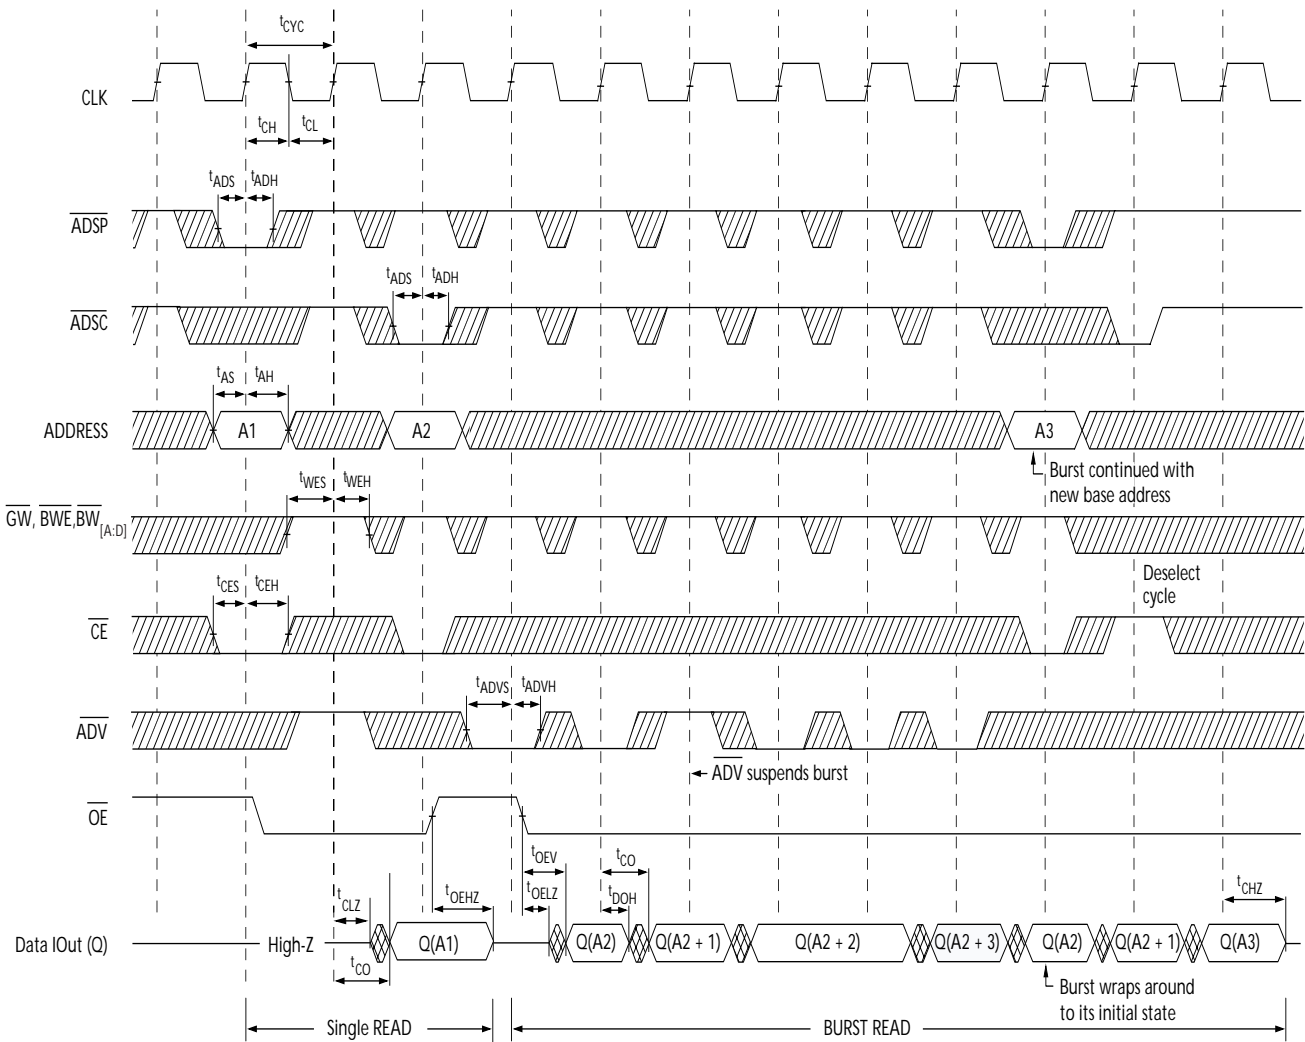 tCYC
CLK
tCH tCL
tADS tADH
ADSP
tADS tADH
ADSC
tAS tAH
ADDRESS A1 A2 A3
Burst continued with
new base address
tWES tWEH
GW, BWE,BW[A:D]
Deselect
cycle
tCES tCEH
CE
tADVS tADVH
ADV
ADV suspends burst
OE
tOEV tCO
tCLZ tOEHZ tOELZ tDOH tCHZ
Data IOut (Q) High-Z Q(A1) Q(A2) Q(A2 + 1) Q(A2 + 2) Q(A2 + 3) Q(A2) Q(A2 + 1) Q(A3)
tCO
Burst wraps around
to its initial state
Single READ BURST READ